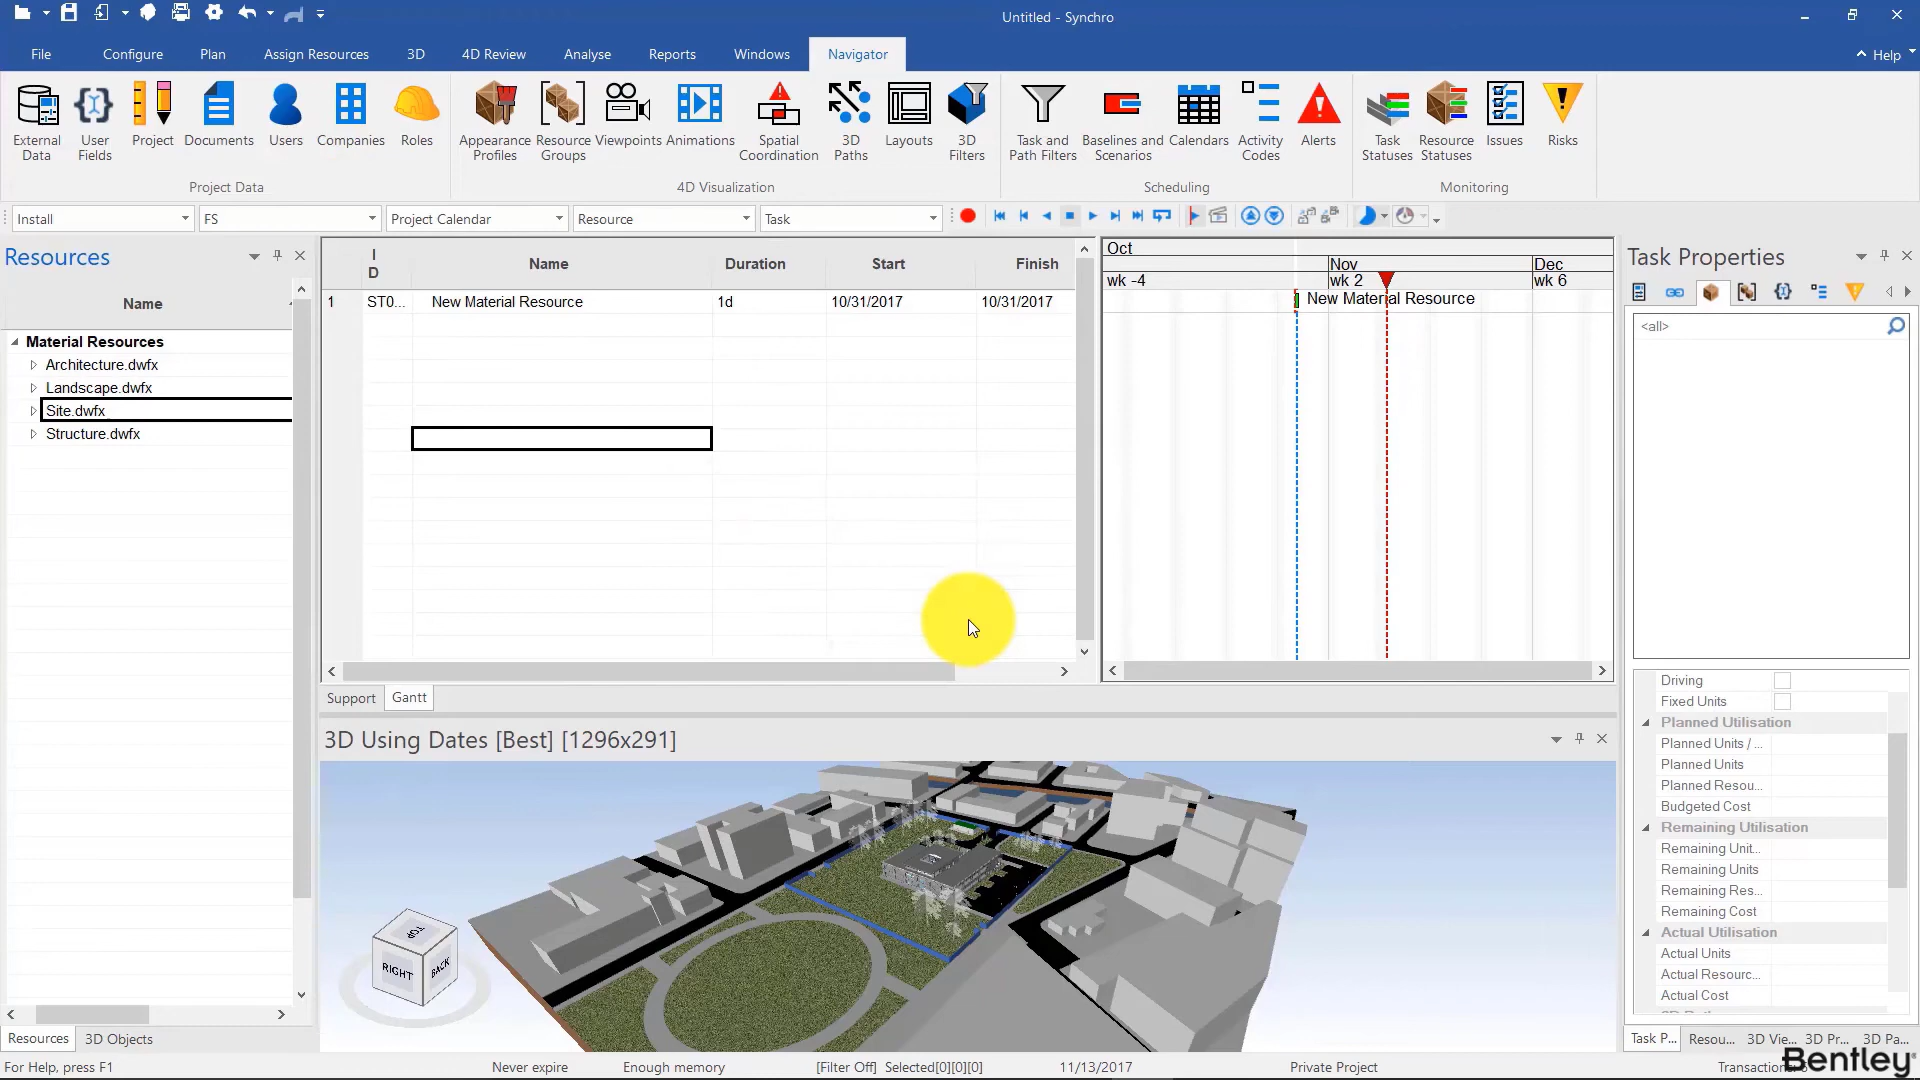 Untitled - Synchro
File Configure Plan Assign Resources 3D 4D Review Analyse Reports Windows Navigator Help
External Data User Fields Project Documents Users Companies Roles Appearance Profiles Resource Groups Viewpoints Animations Spatial Coordination 3D Paths Layouts 3D Filters Task and Path Filters Baselines and Scenarios Calendars Activity Codes Alerts Task Statuses Resource Statuses Issues Risks
Project Data 4D Visualization Scheduling Monitoring
Install FS Project Calendar Resource Task
Resources
Name
Material Resources
Architecture.dwfx
Landscape.dwfx
Site.dwfx
Structure.dwfx
Resources 3D Objects
ID Name Duration Start Finish
1 ST0... New Material Resource 1d 10/31/2017 10/31/2017
Support Gantt
Oct
Nov Dec
wk -4 wk 2 wk 6
New Material Resource
3D Using Dates [Best] [1296x291]
TOP
RIGHT BACK
Task Properties
<all>
Driving
Fixed Units
Planned Utilisation
Planned Units / ...
Planned Units
Planned Resou...
Budgeted Cost
Remaining Utilisation
Remaining Unit...
Remaining Units
Remaining Res...
Remaining Cost
Actual Utilisation
Actual Units
Actual Resourc...
Actual Cost
Task P... Resou... 3D Vie... 3D Pr... 3D Pa...
For Help, press F1 Never expire Enough memory [Filter Off] Selected[0][0][0] 11/13/2017 Private Project
Bentley